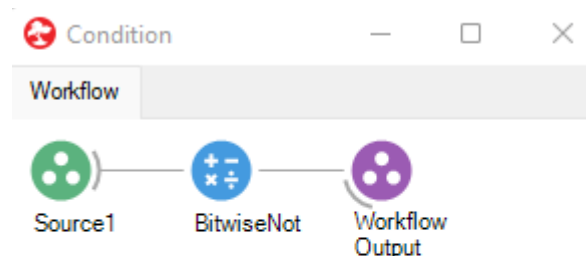 Condition
Workflow
Source1
BitwiseNot
Workflow
Output